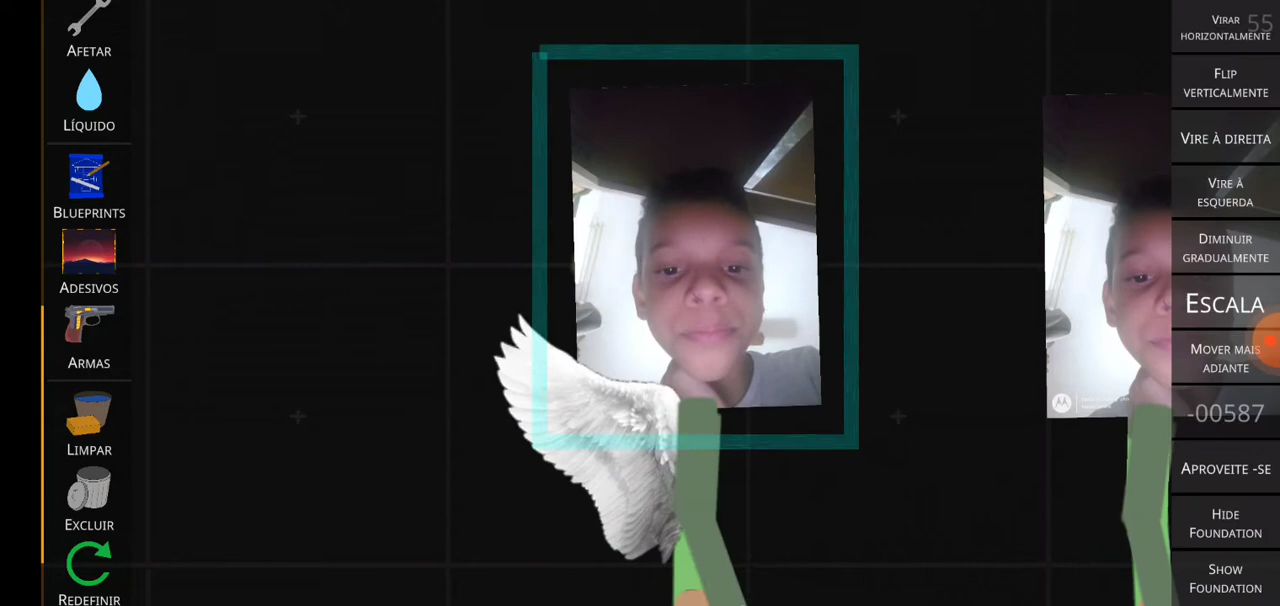 AFETAR
LÍQUIDO
BLUEPRINTS
ADESIVOS
ARMAS
LIMPAR
EXCLUIR
REDEFINIR
55
VIRAR
HORIZONTALMENTE
FLIP
VERTICALMENTE
VIRE À DIREITA
VIRE À
ESQUERDA
DIMINUIR
GRADUALMENTE
ESCALA
MOVER MAIS
ADIANTE
-00587
APROVEITE -SE
HIDE
FOUNDATION
SHOW
FOUNDATION